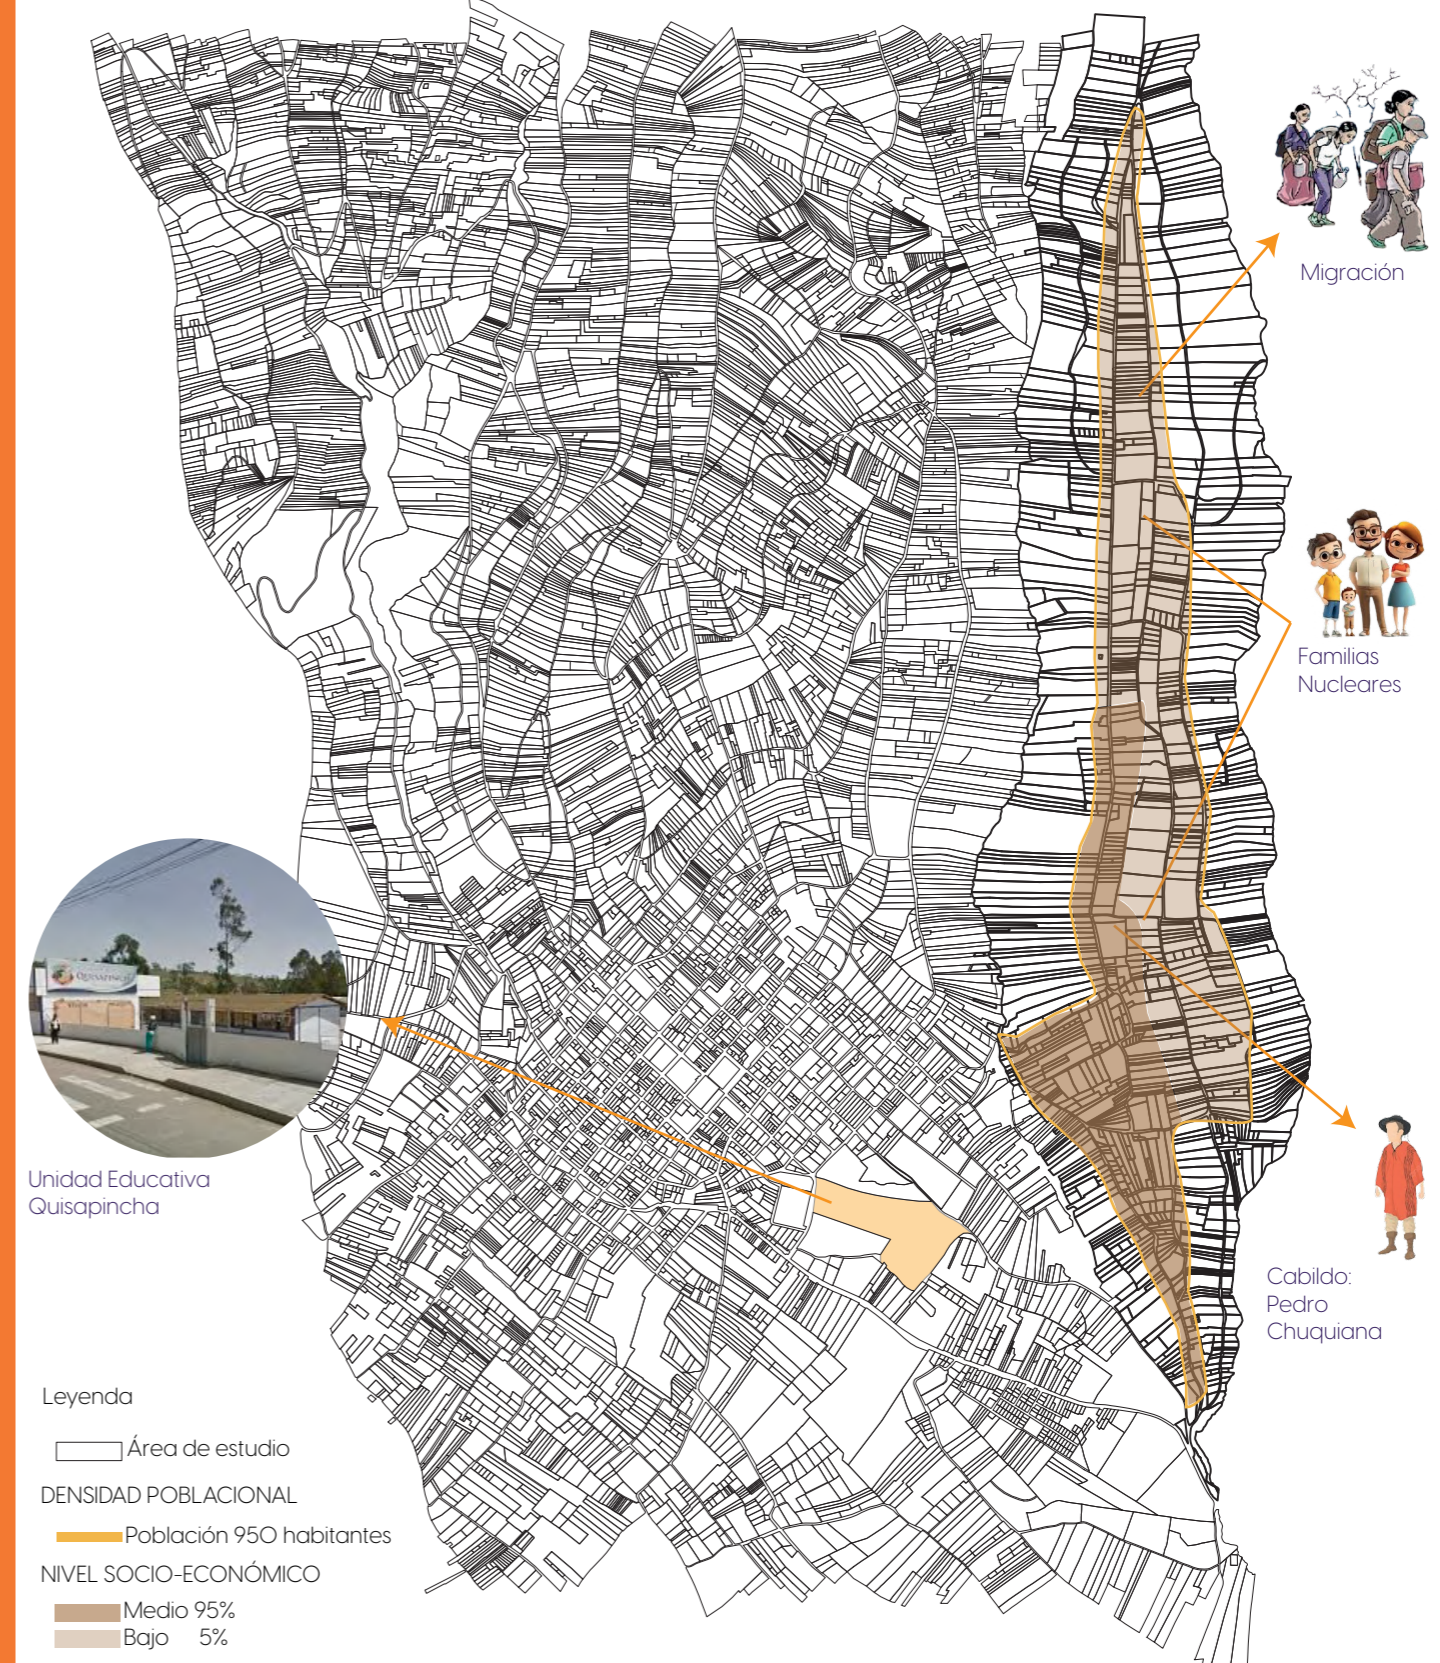 Migración
Familias
Nucleares
QUISAPINCHA
Unidad Educativa
Quisapincha
Cabildo:
Pedro
Chuquiana
Leyenda
Área de estudio
DENSIDAD POBLACIONAL
Población 950 habitantes
NIVEL SOCIO-ECONÓMICO
Medio 95%
Bajo 5%